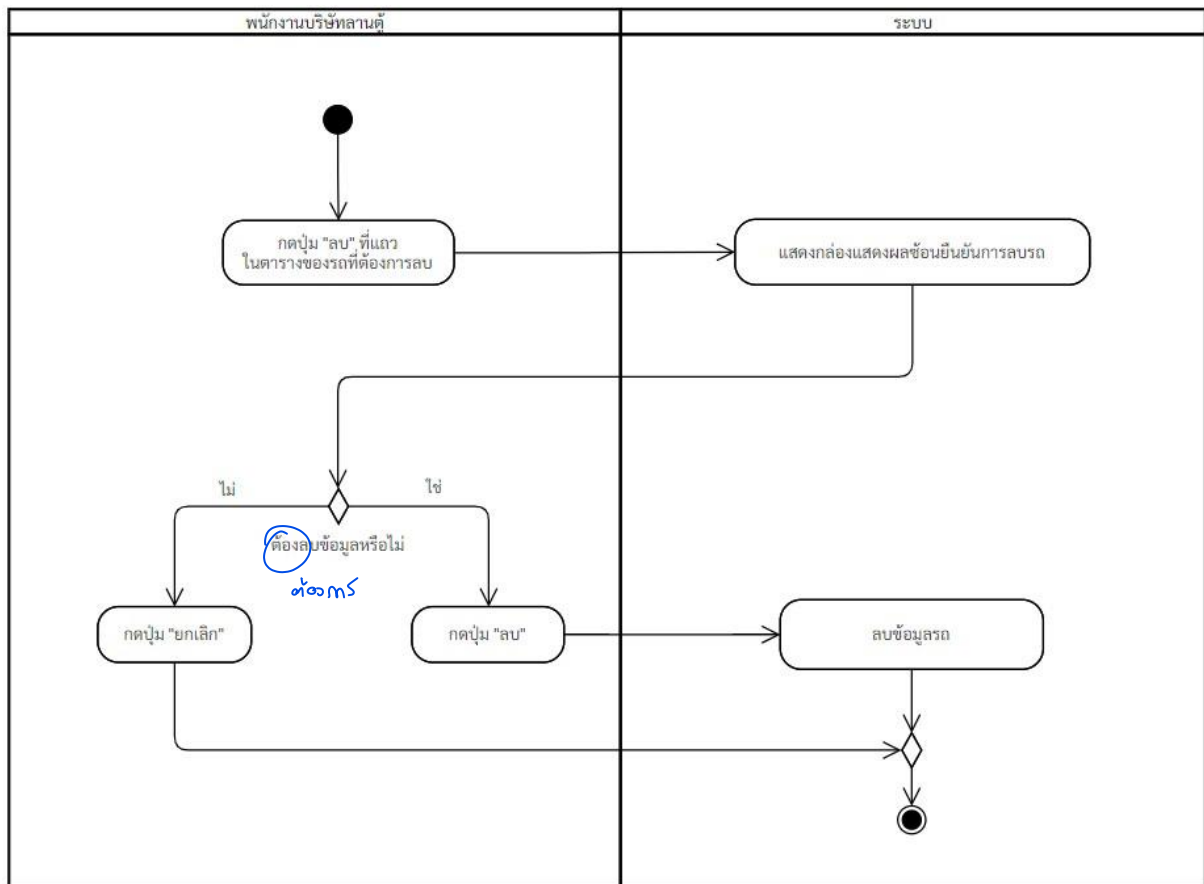 พนักงานบริษัทลานตู้
ระบบ
กดปุ่ม "ลบ" ที่แถว
ในตารางของรถที่ต้องการลบ
แสดงกล่องแสดงผลซ้อนยืนยันการลบรถ
ไม่
ใช่
ต้องลบข้อมูลหรือไม่
ต้องการ
กดปุ่ม "ยกเลิก"
กดปุ่ม "ลบ"
ลบข้อมูลรถ